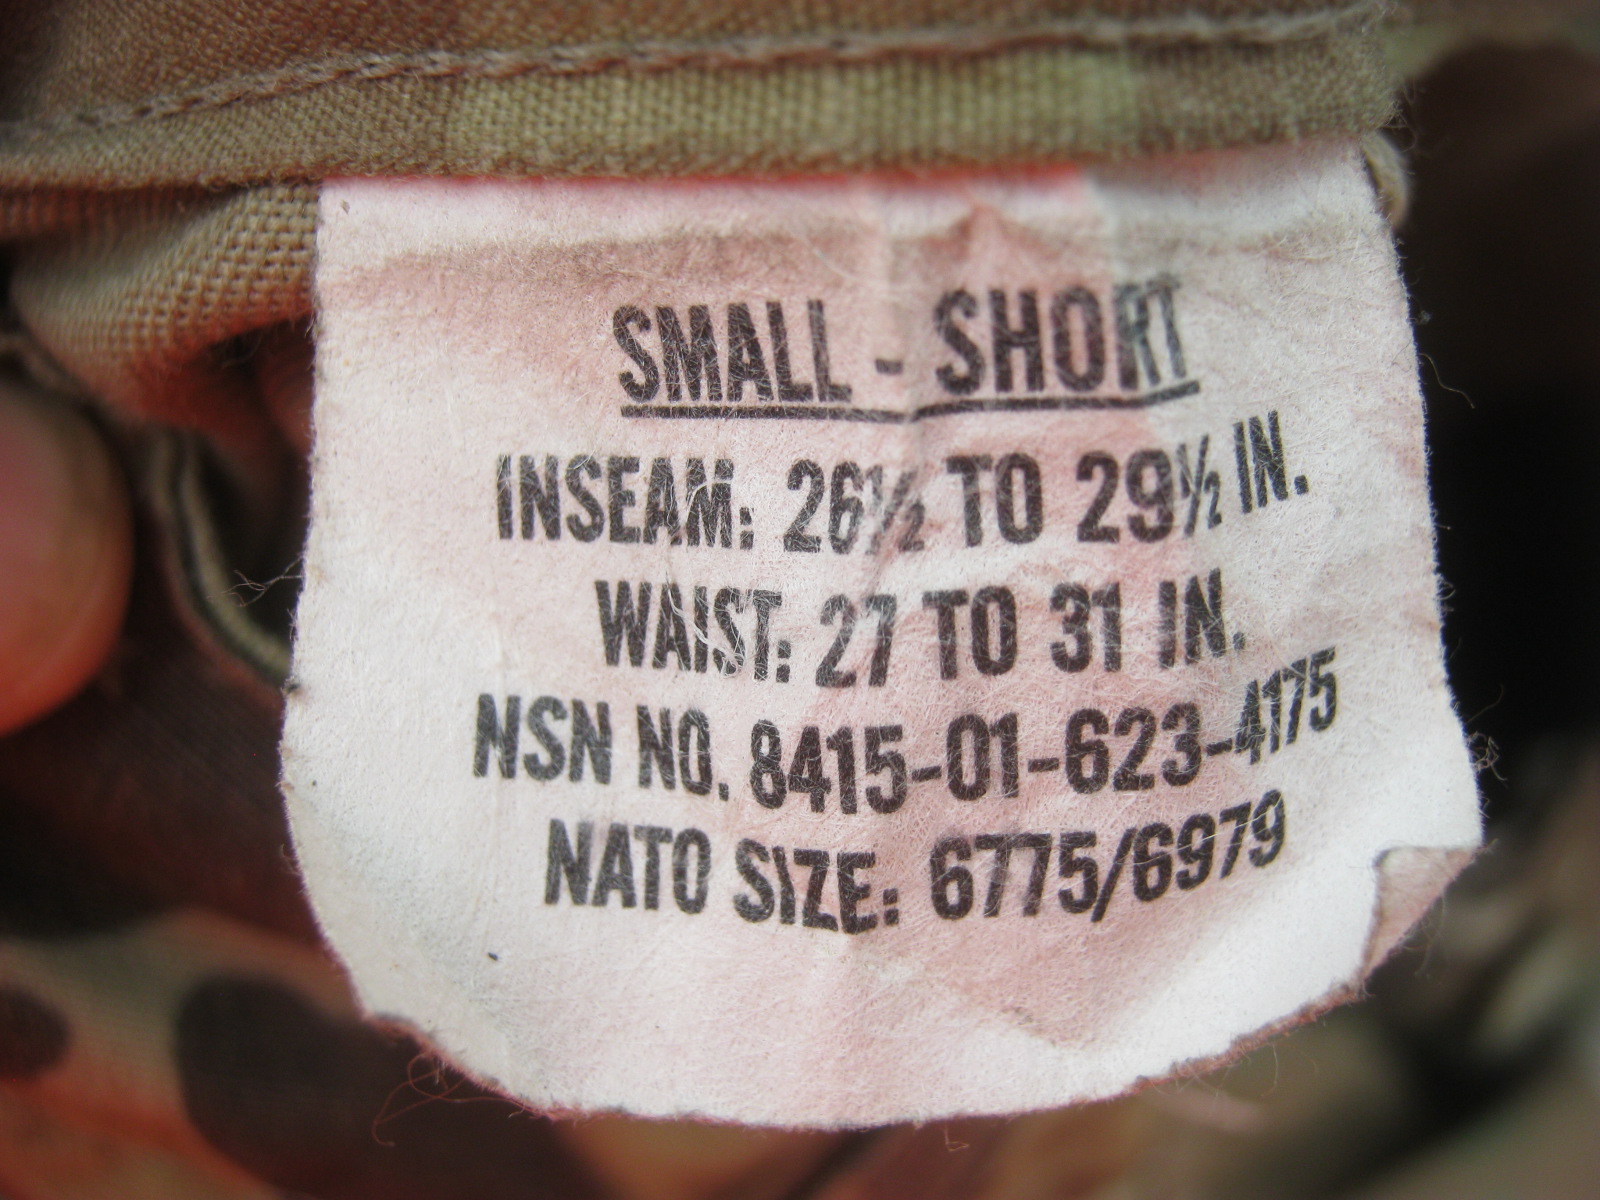 SMALL - SHORT
INSEAM: 26½ TO 29½ IN.
WAIST: 27 TO 31 IN.
NSN NO. 8415-01-623-4175
NATO SIZE: 6775/6979